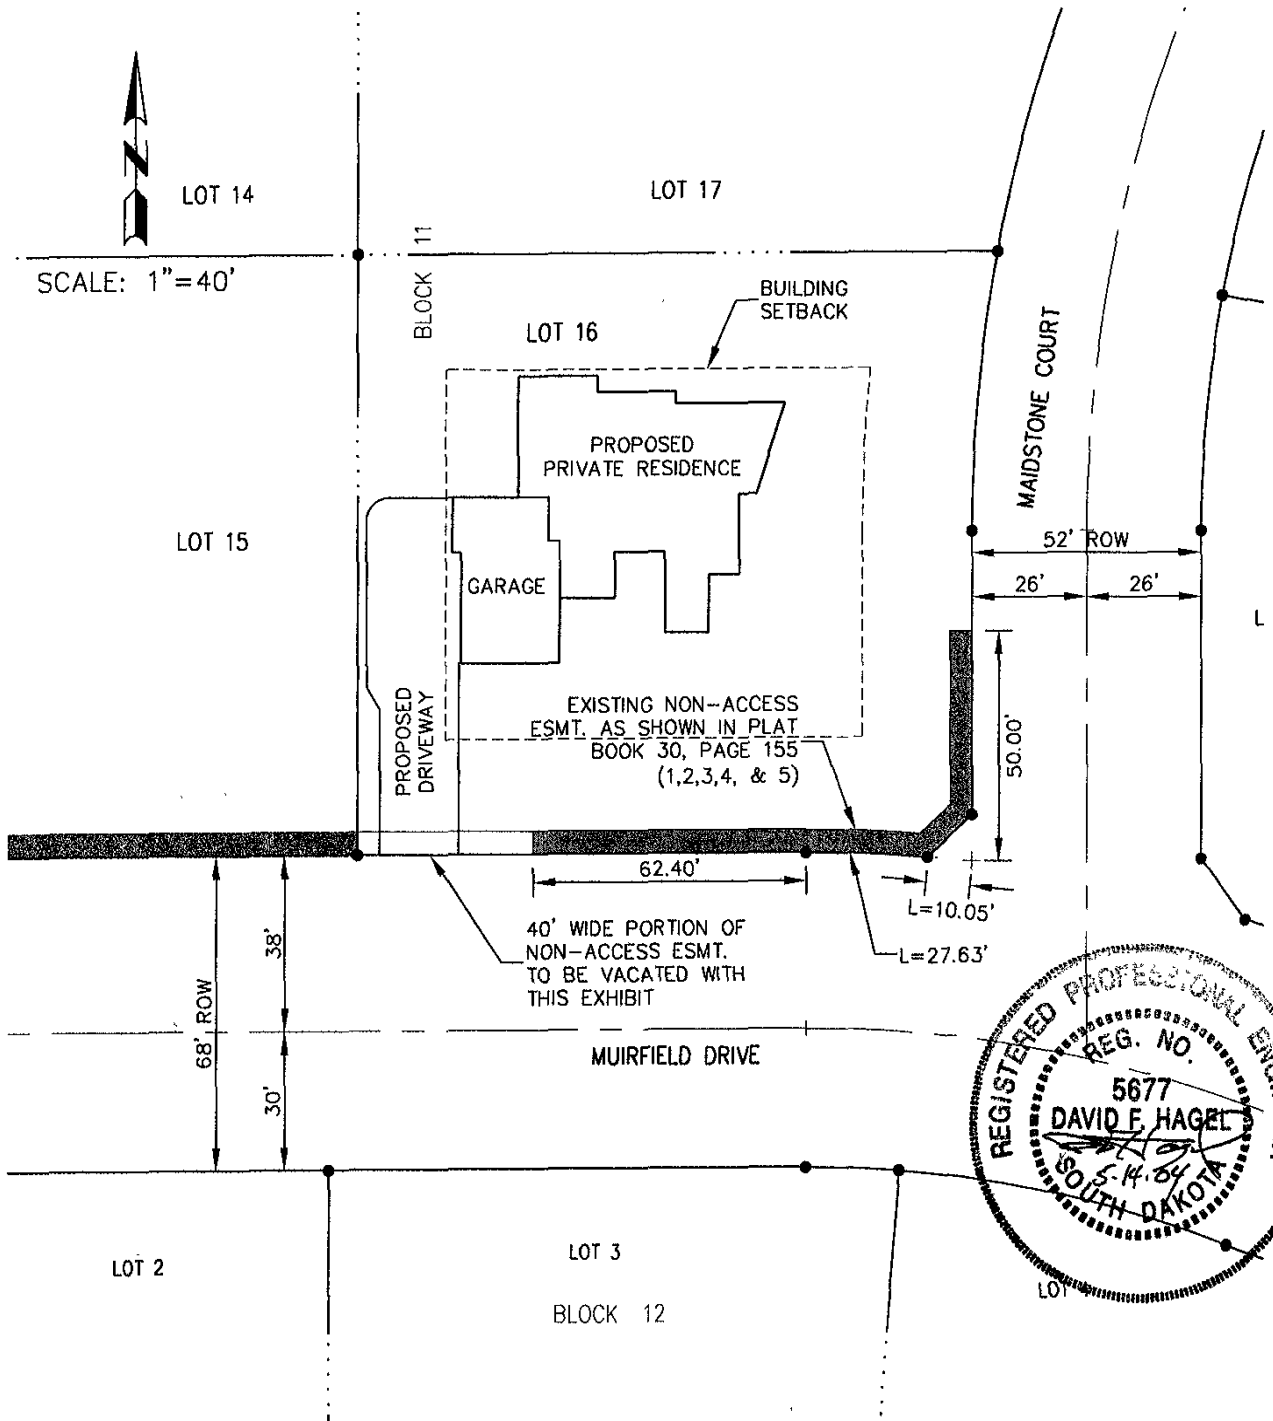 LOT 14
LOT 17
N
SCALE: 1"=40'
BLOCK 11
BUILDING
SETBACK
LOT 16
MAIDSTONE COURT
PROPOSED
PRIVATE RESIDENCE
LOT 15
52' ROW
GARAGE
26'
26'
L
PROPOSED
DRIVEWAY
EXISTING NON-ACCESS
ESMT. AS SHOWN IN PLAT
BOOK 30, PAGE 155
(1,2,3,4, & 5)
50.00'
62.40'
L=10.05'
40' WIDE PORTION OF
NON-ACCESS ESMT.
TO BE VACATED WITH
THIS EXHIBIT
L=27.63'
38'
68' ROW
MUIRFIELD DRIVE
30'
REGISTERED PROFESSIONAL
REG. NO.
5677
DAVID F. HAGEL
5-14-04
SOUTH DAKOTA
LOT 2
LOT 3
LOT
BLOCK 12